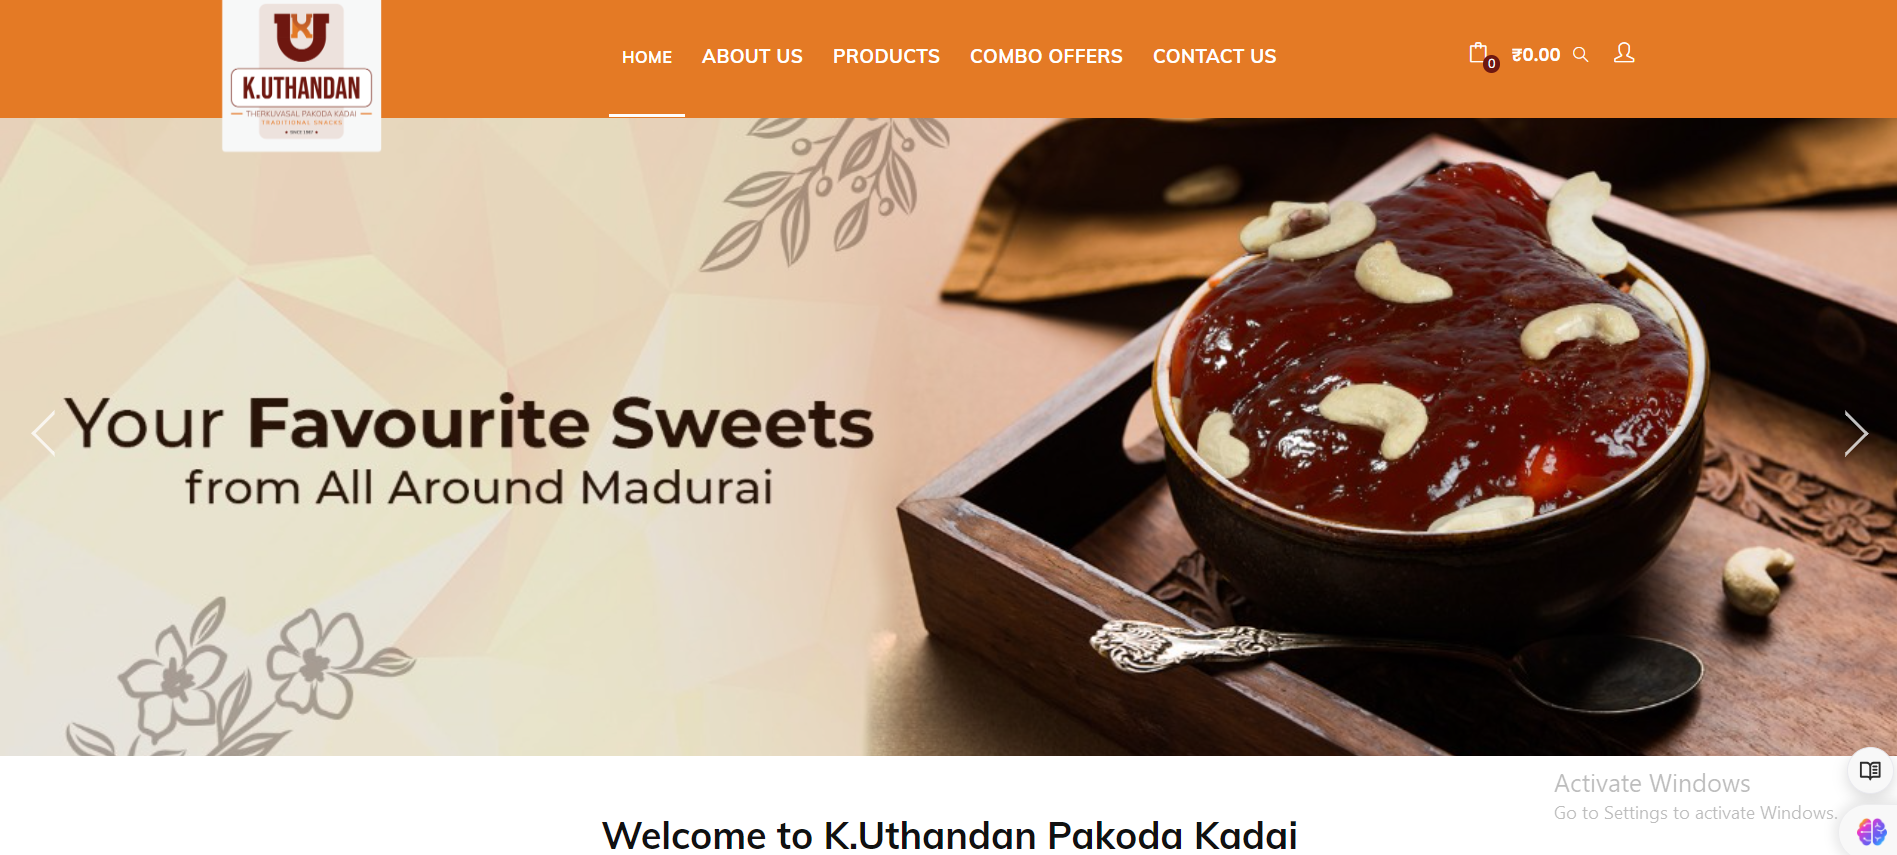 K.UTHANDAN
THERKUVASAL PAKODA KADAI
TRADITIONAL SNACKS
SINCE 1987
HOME
ABOUT US
PRODUCTS
COMBO OFFERS
CONTACT US
0
₹0.00
Your Favourite Sweets
from All Around Madurai
Activate Windows
Go to Settings to activate Windows.
Welcome to K.Uthandan Pakoda Kadai